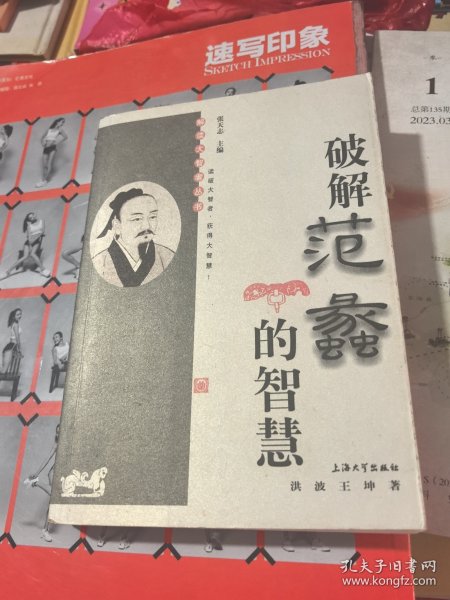 速写印象
SKETCH IMPRESSION
1
总第135期
2023.03
张天志 主编
读破大智者·获得大智慧!
破解范蠡的智慧
上海大学出版社
洪波王坤著
孔夫子旧书网
www.kongfz.com